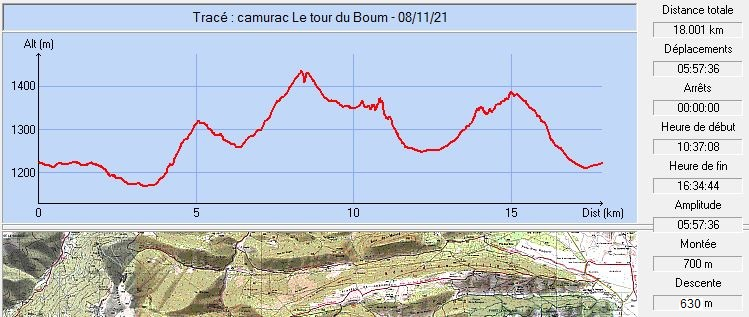 Tracé : camurac Le tour du Boum - 08/11/21
Alt (m)
1400
1300
1200
0
5
10
15
Dist (km)
Distance totale
18.001 km
Déplacements
05:57:36
Arrêts
00:00:00
Heure de début
10:37:08
Heure de fin
16:34:44
Amplitude
05:57:36
Montée
700 m
Descente
630 m